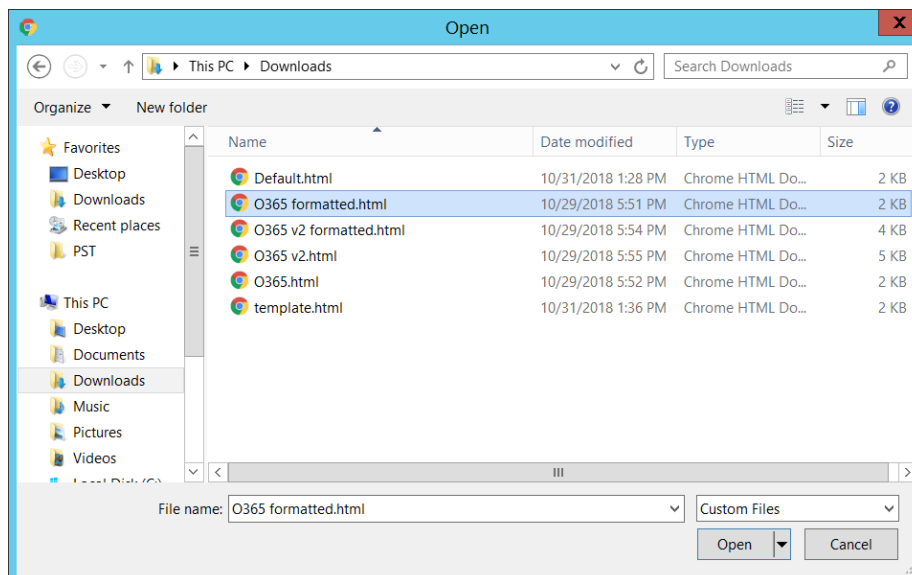 Open
x
This PC
Downloads
Search Downloads
Organize
New folder
Favorites
Desktop
Downloads
Recent places
PST
This PC
Desktop
Documents
Downloads
Music
Pictures
Videos
Local Disk (C:)
Name Date modified Type Size
Default.html 10/31/2018 1:28 PM Chrome HTML Do... 2 KB
O365 formatted.html 10/29/2018 5:51 PM Chrome HTML Do... 2 KB
O365 v2 formatted.html 10/29/2018 5:54 PM Chrome HTML Do... 4 KB
O365 v2.html 10/29/2018 5:55 PM Chrome HTML Do... 5 KB
O365.html 10/29/2018 5:52 PM Chrome HTML Do... 2 KB
template.html 10/31/2018 1:36 PM Chrome HTML Do... 2 KB
File name: O365 formatted.html
Custom Files
Open
Cancel